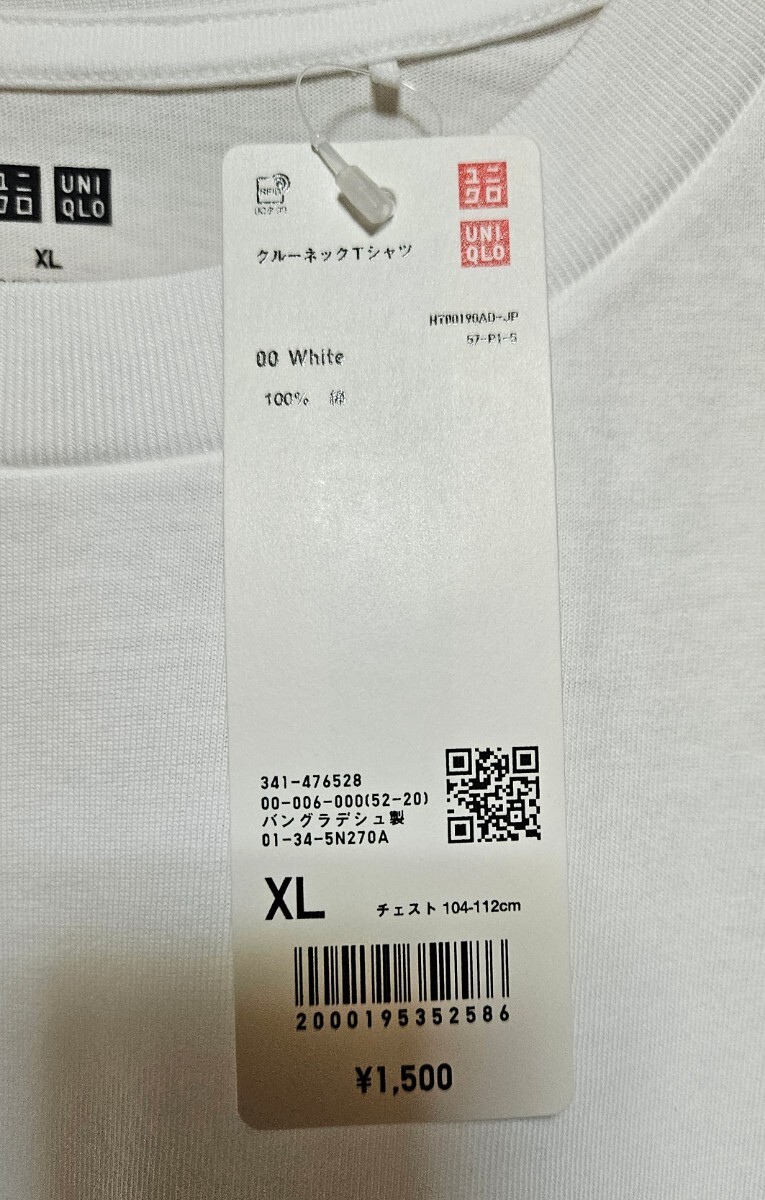 ユニ
クロ
UNI
QLO
XL
RFID
ユニ
クロ
UNI
QLO
クルーネックTシャツ
HT00190AD-JP
57-P1-5
00 White
100% 綿
341-476528
00-006-000(52-20)
バングラデシュ製
01-34-5N270A
XL チェスト 104-112cm
2000195352586
¥1,500